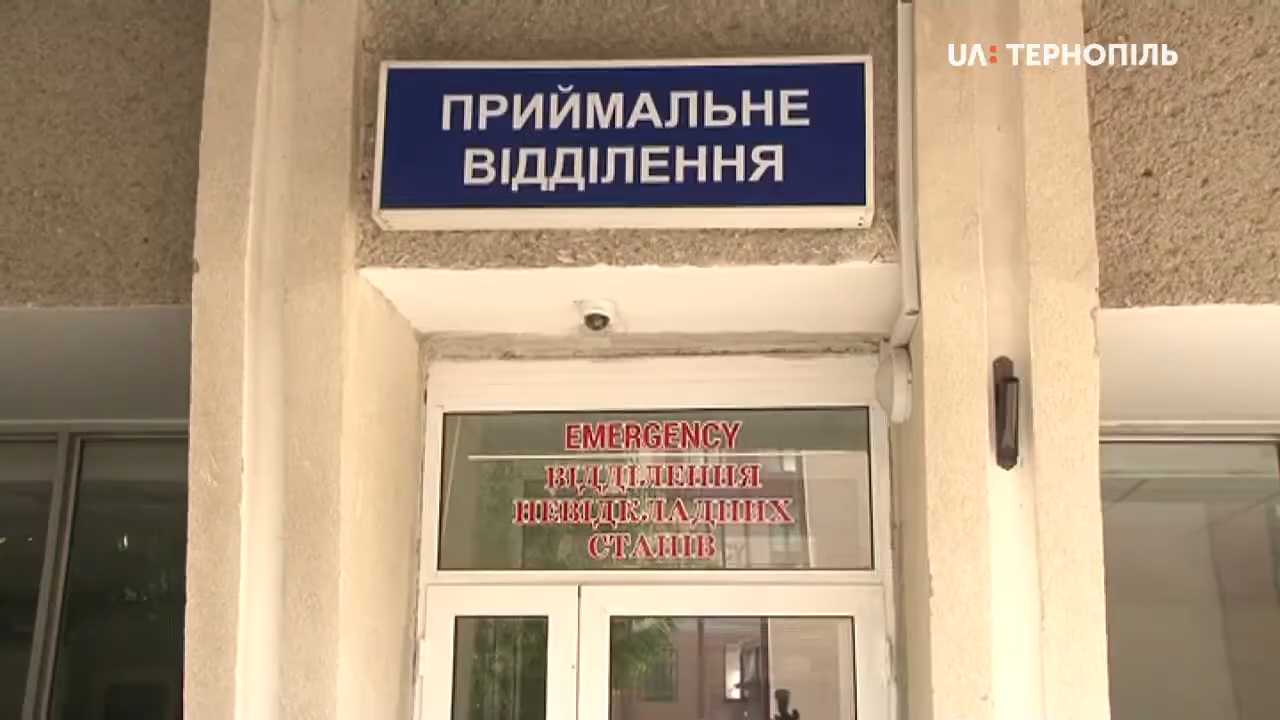 UA: ТЕРНОПІЛЬ
ПРИЙМАЛЬНЕ
ВІДДІЛЕННЯ
EMERGENCY
ВІДДІЛЕННЯ
НЕВІДКЛАДНИХ
СТАНІВ